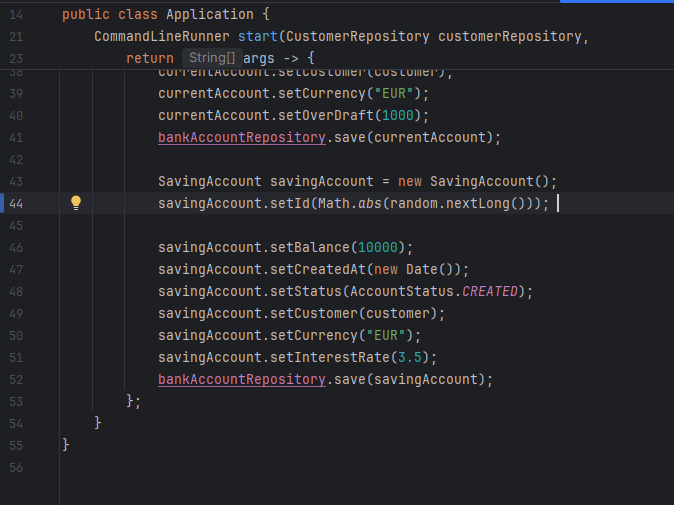 14 public class Application {
21 CommandLineRunner start(CustomerRepository customerRepository,
23 return String[] args -> {
38 currentAccount.setCustomer(customer);
39 currentAccount.setCurrency("EUR");
40 currentAccount.setOverDraft(1000);
41 bankAccountRepository.save(currentAccount);
42
43 SavingAccount savingAccount = new SavingAccount();
44 savingAccount.setId(Math.abs(random.nextLong()));
45
46 savingAccount.setBalance(10000);
47 savingAccount.setCreatedAt(new Date());
48 savingAccount.setStatus(AccountStatus.CREATED);
49 savingAccount.setCustomer(customer);
50 savingAccount.setCurrency("EUR");
51 savingAccount.setInterestRate(3.5);
52 bankAccountRepository.save(savingAccount);
53 };
54 }
55 }
56